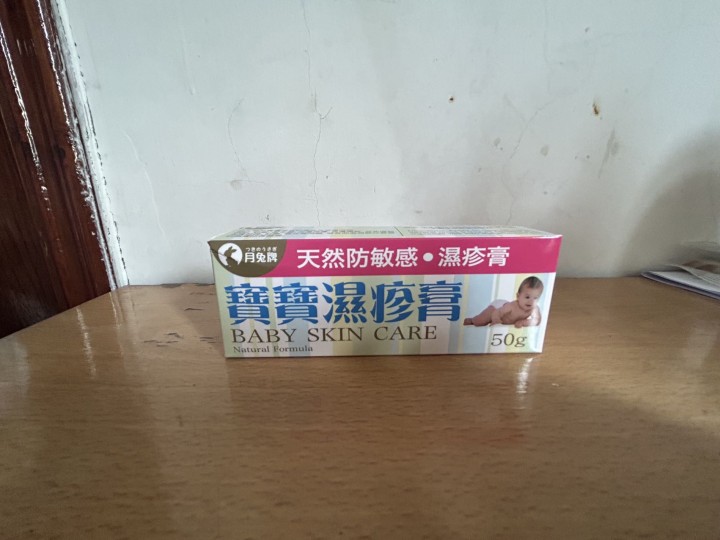 つきのうさぎ
月兔牌
天然防敏感•濕疹膏
寶寶濕疹膏
BABY SKIN CARE
Natural Formula
50g